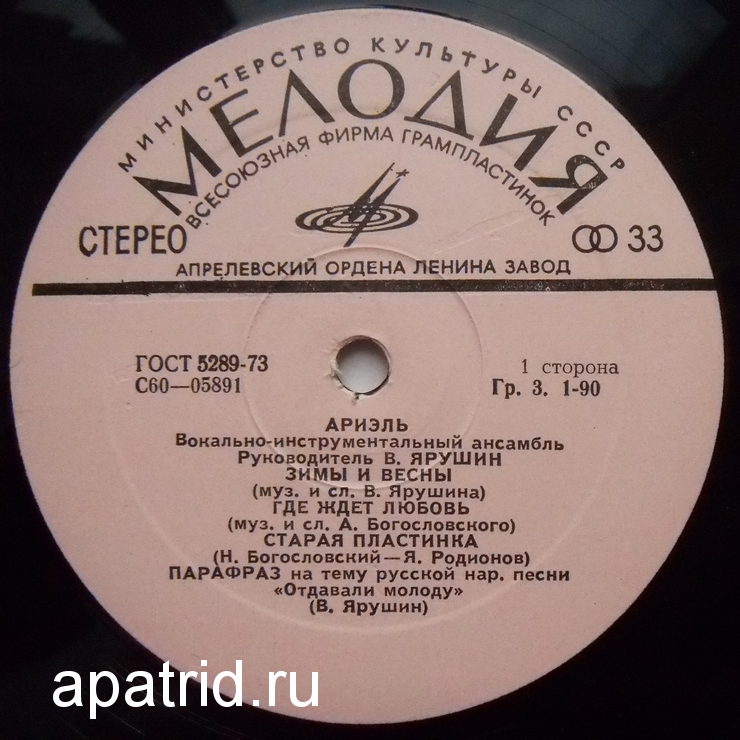 МИНИСТЕРСТВО КУЛЬТУРЫ СССР
МЕЛОДИЯ
ВСЕСОЮЗНАЯ ФИРМА ГРАМПЛАСТИНОК
СТЕРЕО
33
АПРЕЛЕВСКИЙ ОРДЕНА ЛЕНИНА ЗАВОД
ГОСТ 5289-73
1 сторона
С60—05891
Гр. 3. 1-90
АРИЭЛЬ
Вокально-инструментальный ансамбль
Руководитель В. ЯРУШИН
ЗИМЫ И ВЕСНЫ
(муз. и сл. В. Ярушина)
ГДЕ ЖДЕТ ЛЮБОВЬ
(муз. и сл. А. Богословского)
СТАРАЯ ПЛАСТИНКА
(Н. Богословский—Я. Родионов)
ПАРАФРАЗ на тему русской нар. песни
«Отдавали молоду»
(В. Ярушин)
apatrid.ru